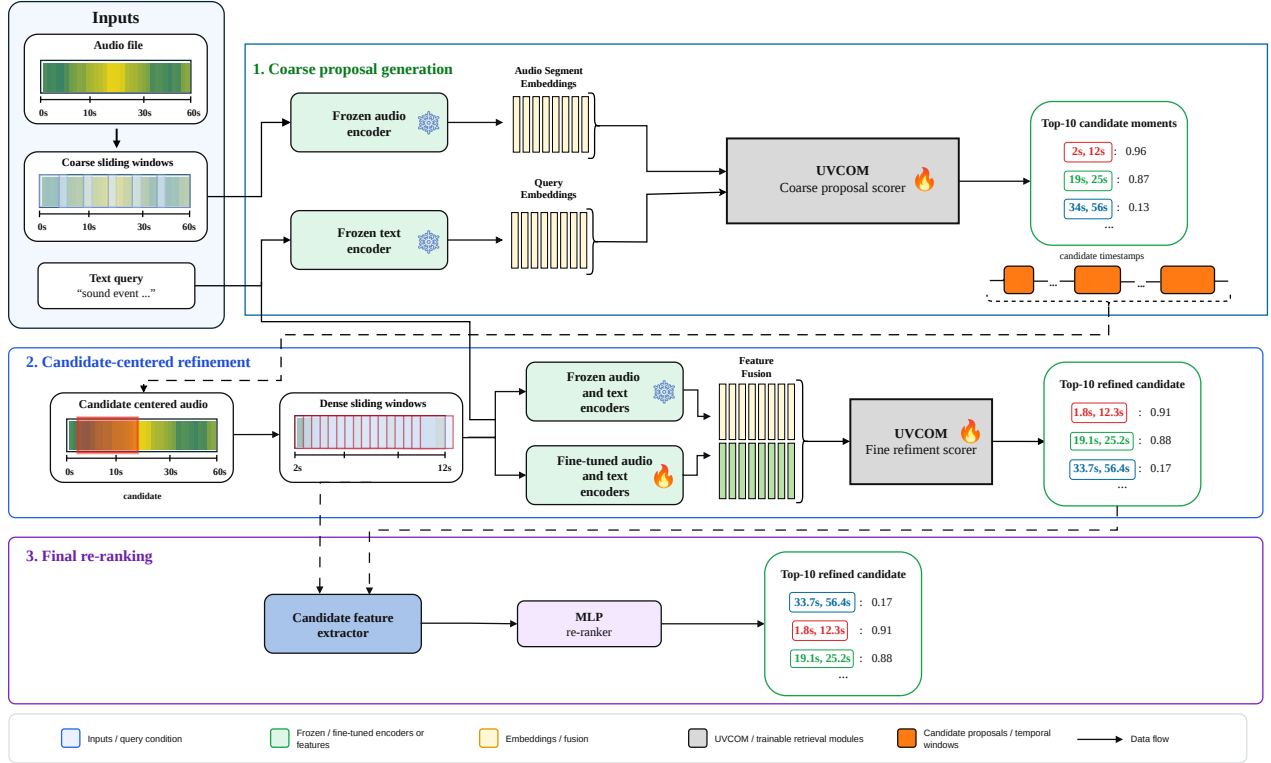 Inputs
Audio file
0s 10s 30s 60s
Coarse sliding windows
0s 10s 30s 60s
Text query
“sound event ...”
1. Coarse proposal generation
Frozen audio
encoder
Audio Segment
Embeddings
Frozen text
encoder
Query
Embeddings
UVCOM
Coarse proposal scorer
Top-10 candidate moments
2s, 12s : 0.96
19s, 25s : 0.87
34s, 56s : 0.13
...
candidate timestamps
... ...
2. Candidate-centered refinement
Candidate centered audio
0s 10s 30s 60s
candidate
Dense sliding windows
2s 12s
Frozen audio
and text
encoders
Fine-tuned audio
and text
encoders
Feature
Fusion
UVCOM
Fine refiment scorer
Top-10 refined candidate
1.8s, 12.3s : 0.91
19.1s, 25.2s : 0.88
33.7s, 56.4s : 0.17
...
3. Final re-ranking
Candidate feature
extractor
MLP
re-ranker
Top-10 refined candidate
33.7s, 56.4s : 0.17
1.8s, 12.3s : 0.91
19.1s, 25.2s : 0.88
...
Inputs / query condition
Frozen / fine-tuned encoders or
features
Embeddings / fusion
UVCOM / trainable retrieval modules
Candidate proposals / temporal
windows
Data flow